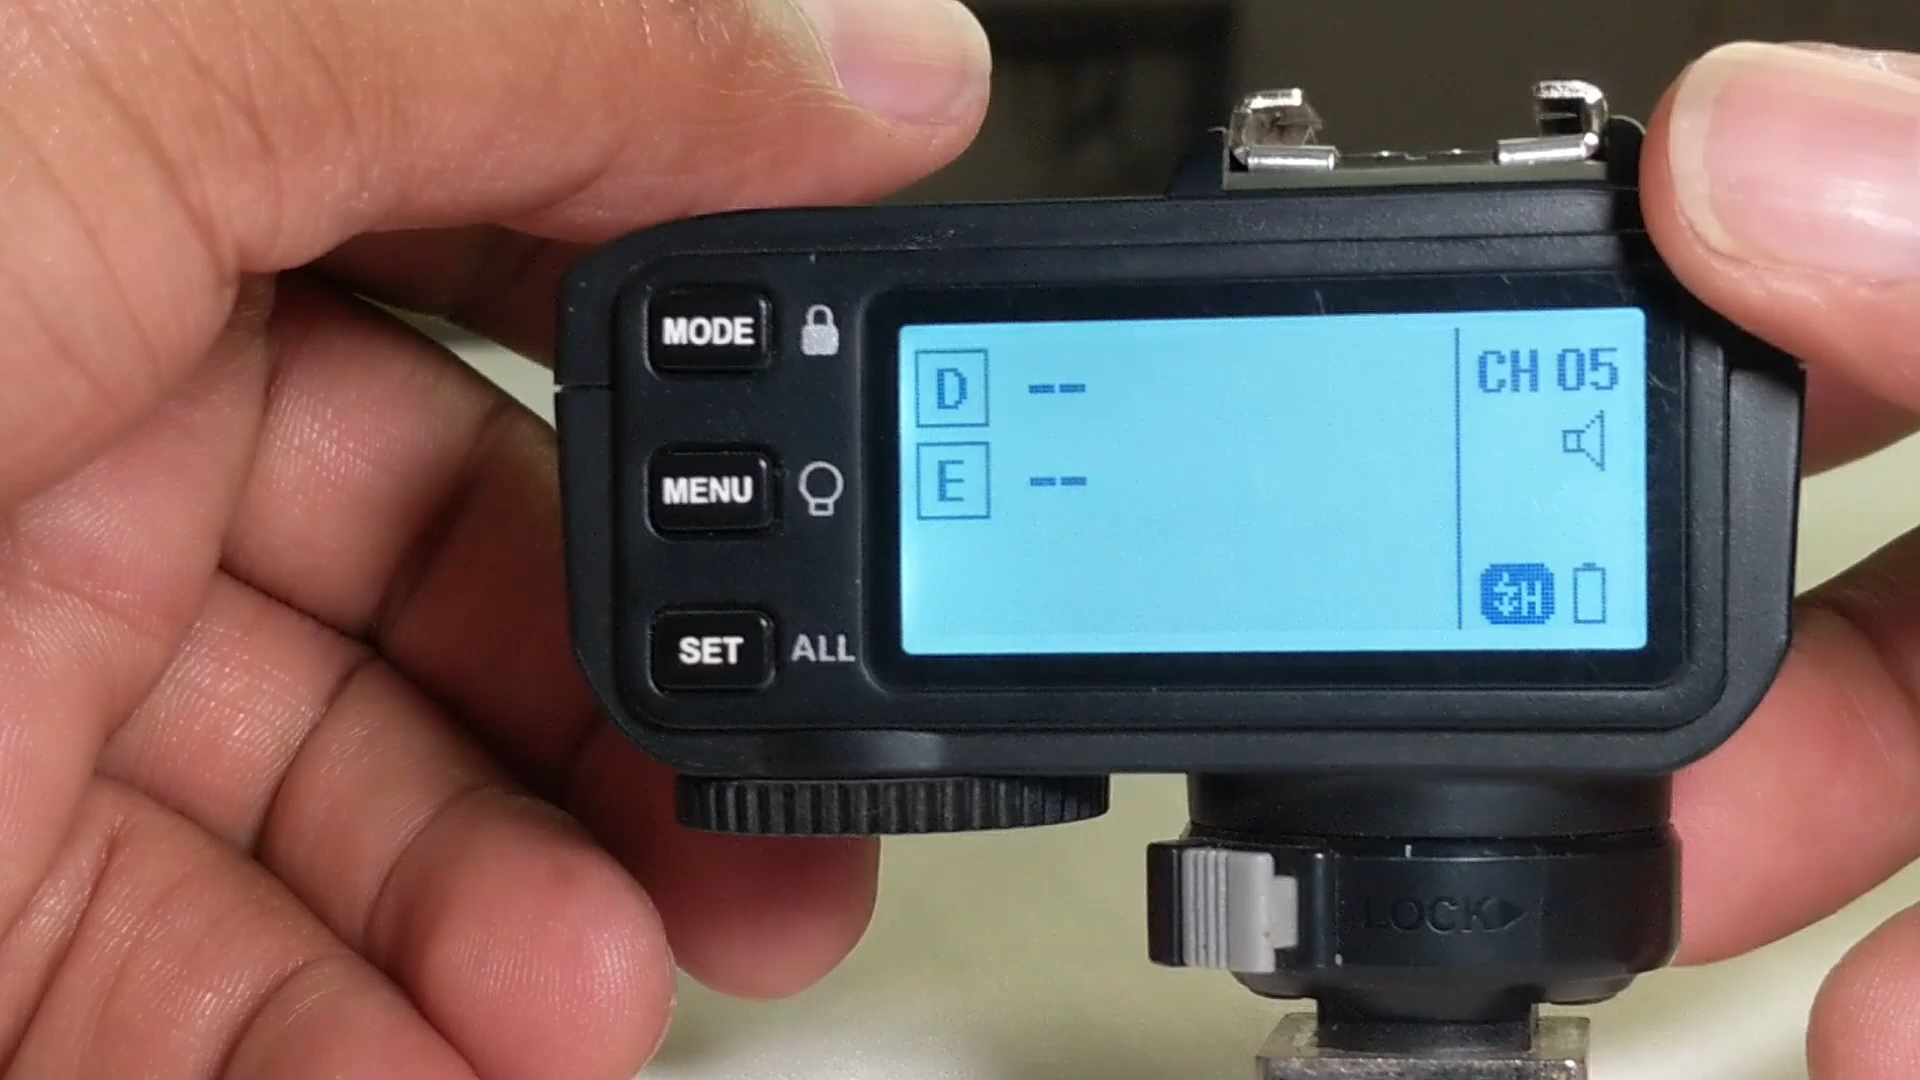 MODE
MENU
SET ALL
D --
E --
CH 05
H
LOCK